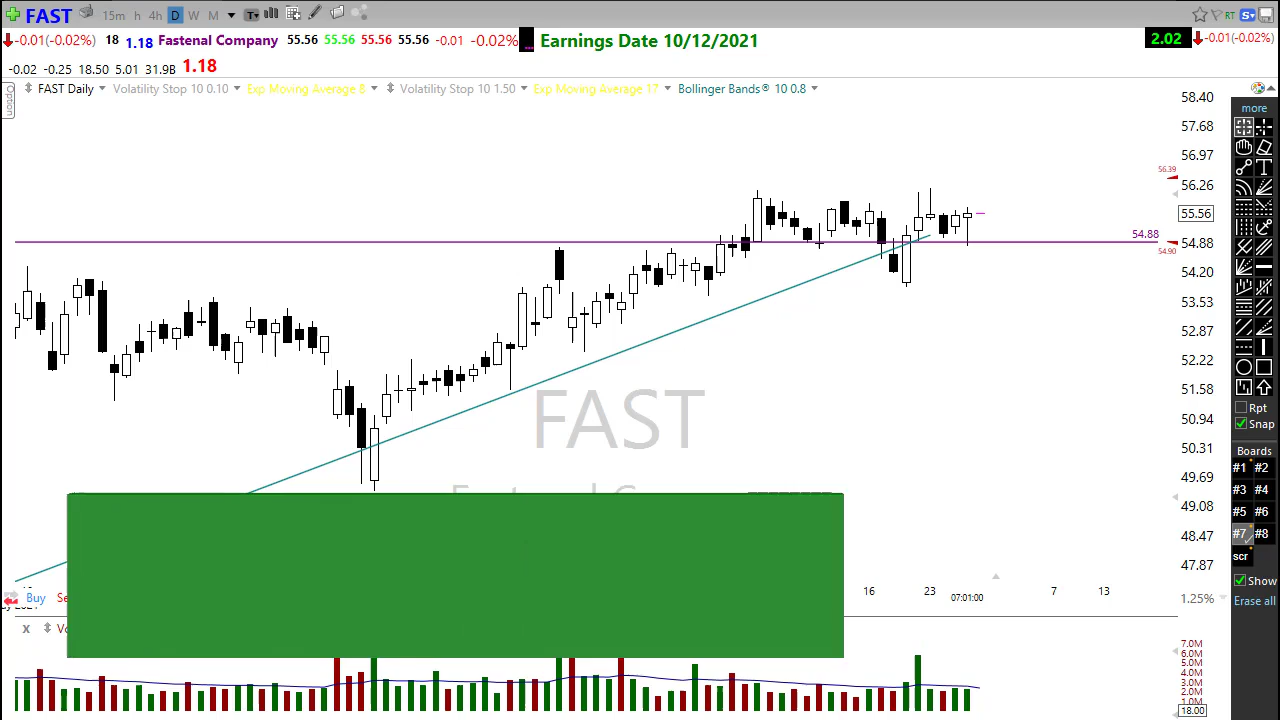 FAST 15m h 4h D W M
-0.01(-0.02%) 18 1.18 Fastenal Company 55.56 55.56 55.56 55.56 -0.01 -0.02% Earnings Date 10/12/2021 2.02 -0.01(-0.02%)
RT
-0.02 -0.25 18.50 5.01 31.9B 1.18
FAST Daily Volatility Stop 10 0.10 Exp Moving Average 8 Volatility Stop 10 1.50 Exp Moving Average 17 Bollinger Bands® 10 0.8
Option
58.40
57.68
56.97
56.39
56.26
55.56
54.88
54.88
54.90
54.20
53.53
52.87
52.22
51.58
50.94
50.31
49.69
49.08
48.47
47.87
FAST
more
Rpt
Snap
Boards
#1 #2
#3 #4
#5 #6
#7 #8
scr
Show
Erase all
Buy
16 23 07:01:00 7 13
1.25%
X
7.0M
6.0M
5.0M
4.0M
3.0M
2.0M
1.0M
18.00